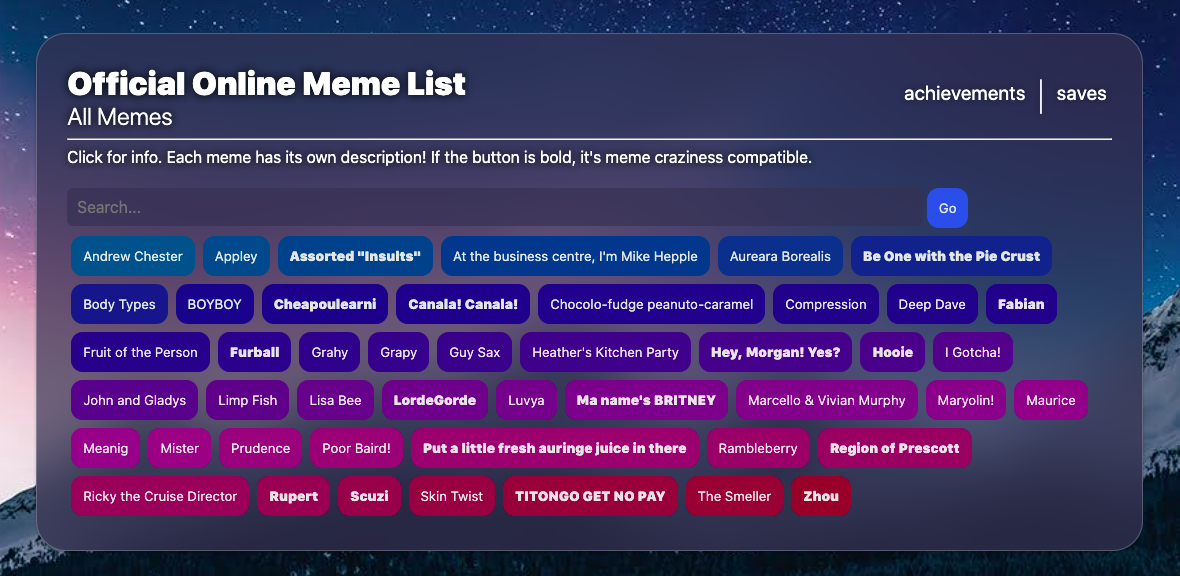 Official Online Meme List
All Memes
achievements | saves
Click for info. Each meme has its own description! If the button is bold, it's meme craziness compatible.
Search... Go
Andrew Chester Appley Assorted "Insults" At the business centre, I'm Mike Hepple Aureara Borealis Be One with the Pie Crust
Body Types BOYBOY Cheapoulearni Canala! Canala! Chocolo-fudge peanuto-caramel Compression Deep Dave Fabian
Fruit of the Person Furball Grahy Grapy Guy Sax Heather's Kitchen Party Hey, Morgan! Yes? Hooie I Gotcha!
John and Gladys Limp Fish Lisa Bee LordeGorde Luvya Ma name's BRITNEY Marcello & Vivian Murphy Maryolin! Maurice
Meanig Mister Prudence Poor Baird! Put a little fresh auringe juice in there Rambleberry Region of Prescott
Ricky the Cruise Director Rupert Scuzi Skin Twist TITONGO GET NO PAY The Smeller Zhou